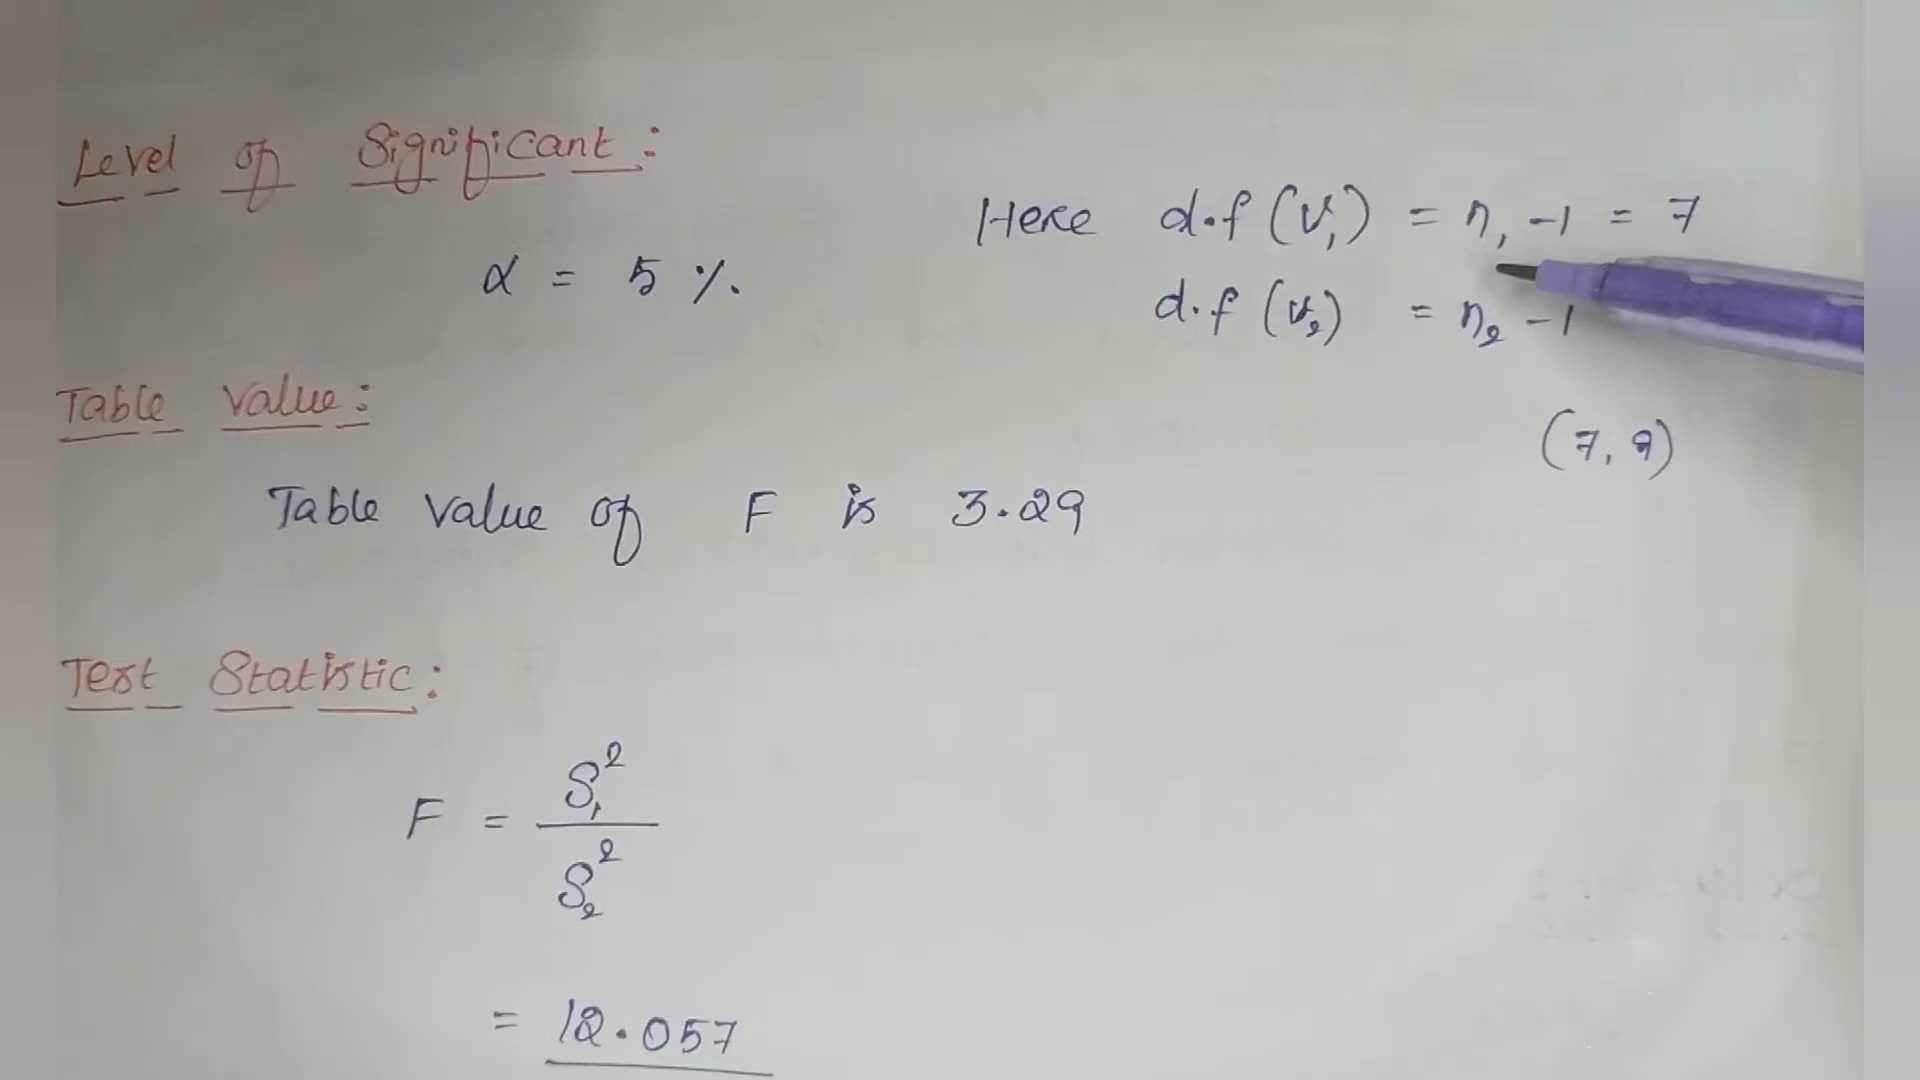 Level of Significant:
α = 5 %.
Here d.f (V₁) = n₁ -1 = 7
d.f (V₂) = n₂ -1
(7, 9)
Table Value:
Table Value of F is 3.29
Test Statistic:
F = S₁² / S₂²
= 12.057